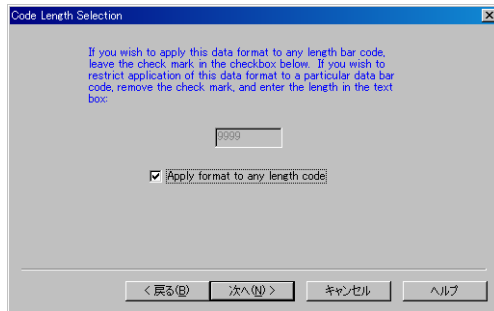 Code Length Selection
If you wish to apply this data format to any length bar code,
leave the check mark in the checkbox below. If you wish to
restrict application of this data format to a particular data bar
code, remove the check mark, and enter the length in the text
box:
9999
Apply format to any length code
< 戻る(B)
次へ(N) >
キャンセル
ヘルプ